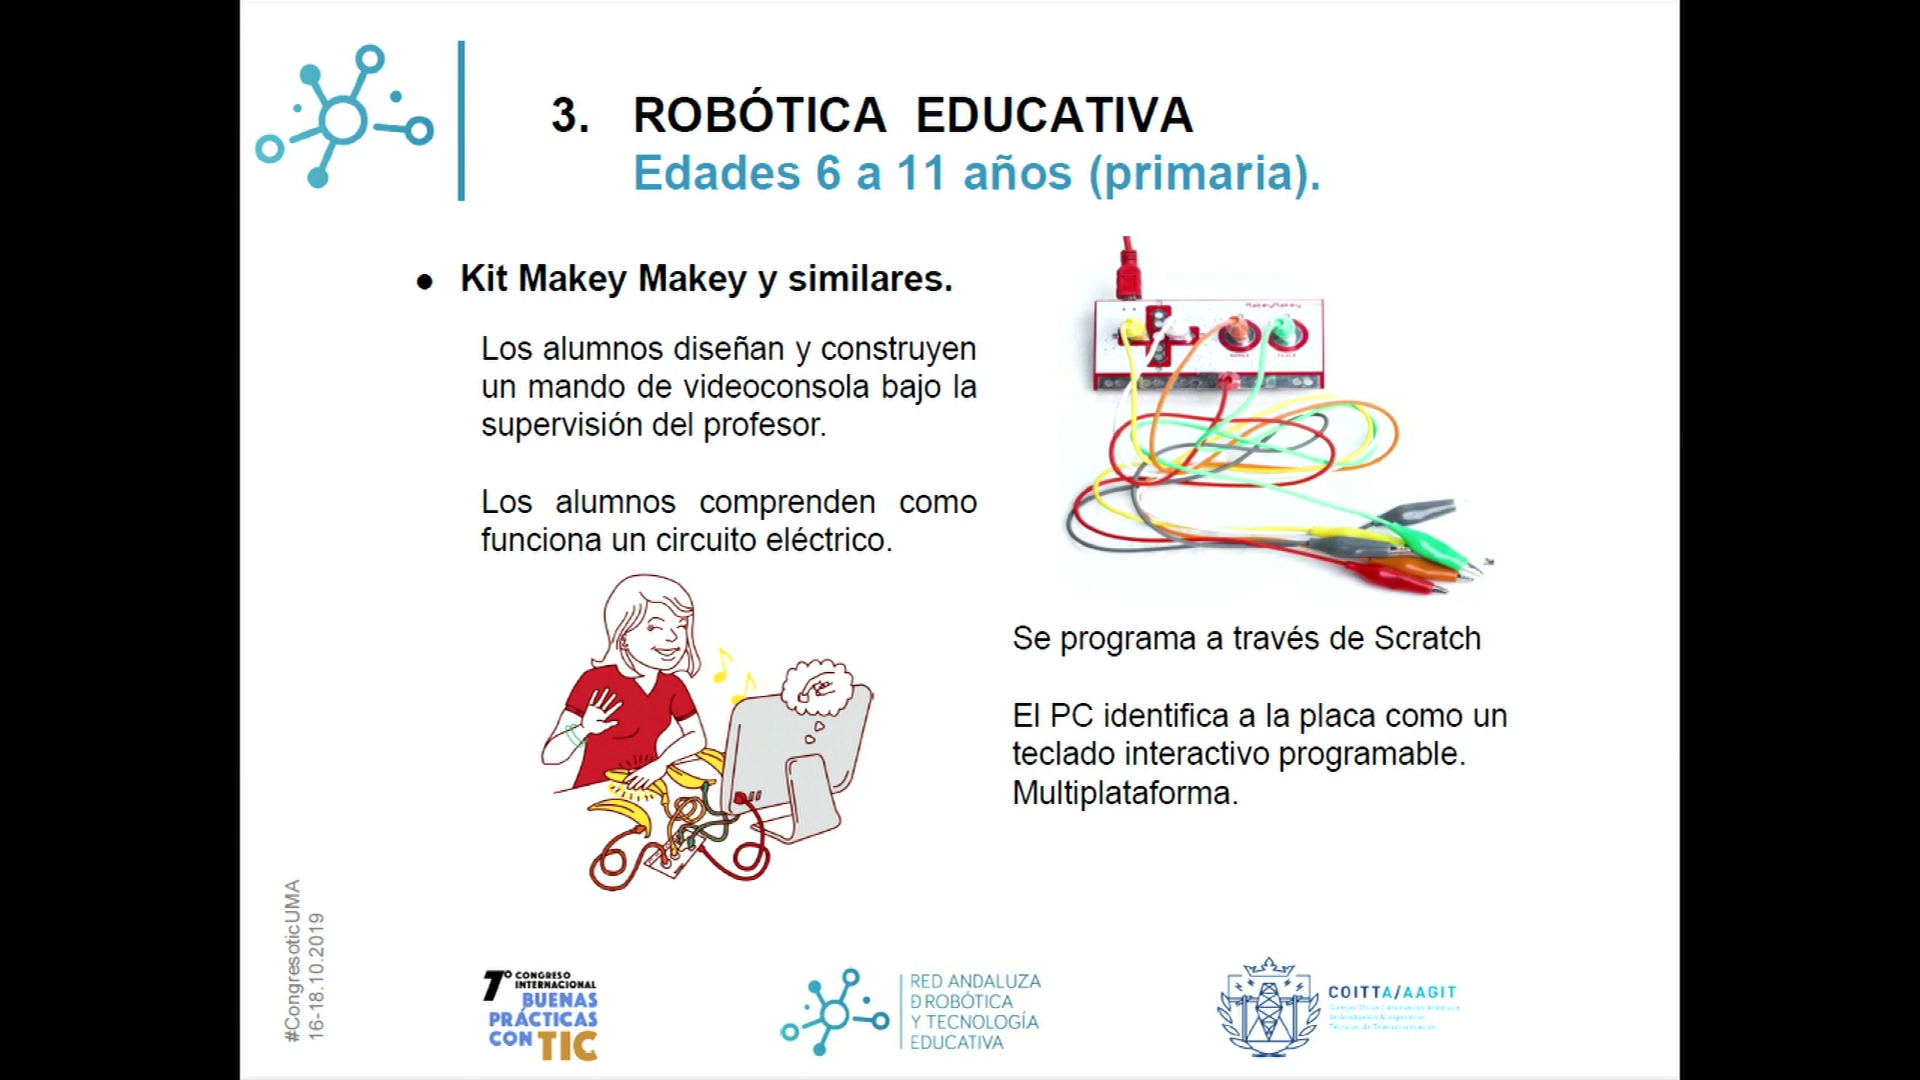 3. ROBÓTICA EDUCATIVA
Edades 6 a 11 años (primaria).
● Kit Makey Makey y similares.
Los alumnos diseñan y construyen
un mando de videoconsola bajo la
supervisión del profesor.
Los alumnos comprenden como
funciona un circuito eléctrico.
MaKeyMaKey
Se programa a través de Scratch
El PC identifica a la placa como un
teclado interactivo programable.
Multiplataforma.
#CongresoticUMA
16-18.10.2019
7º CONGRESO
INTERNACIONAL
BUENAS
PRÁCTICAS
CON TIC
RED ANDALUZA
D ROBÓTICA
Y TECNOLOGÍA
EDUCATIVA
COITTA/AAGIT